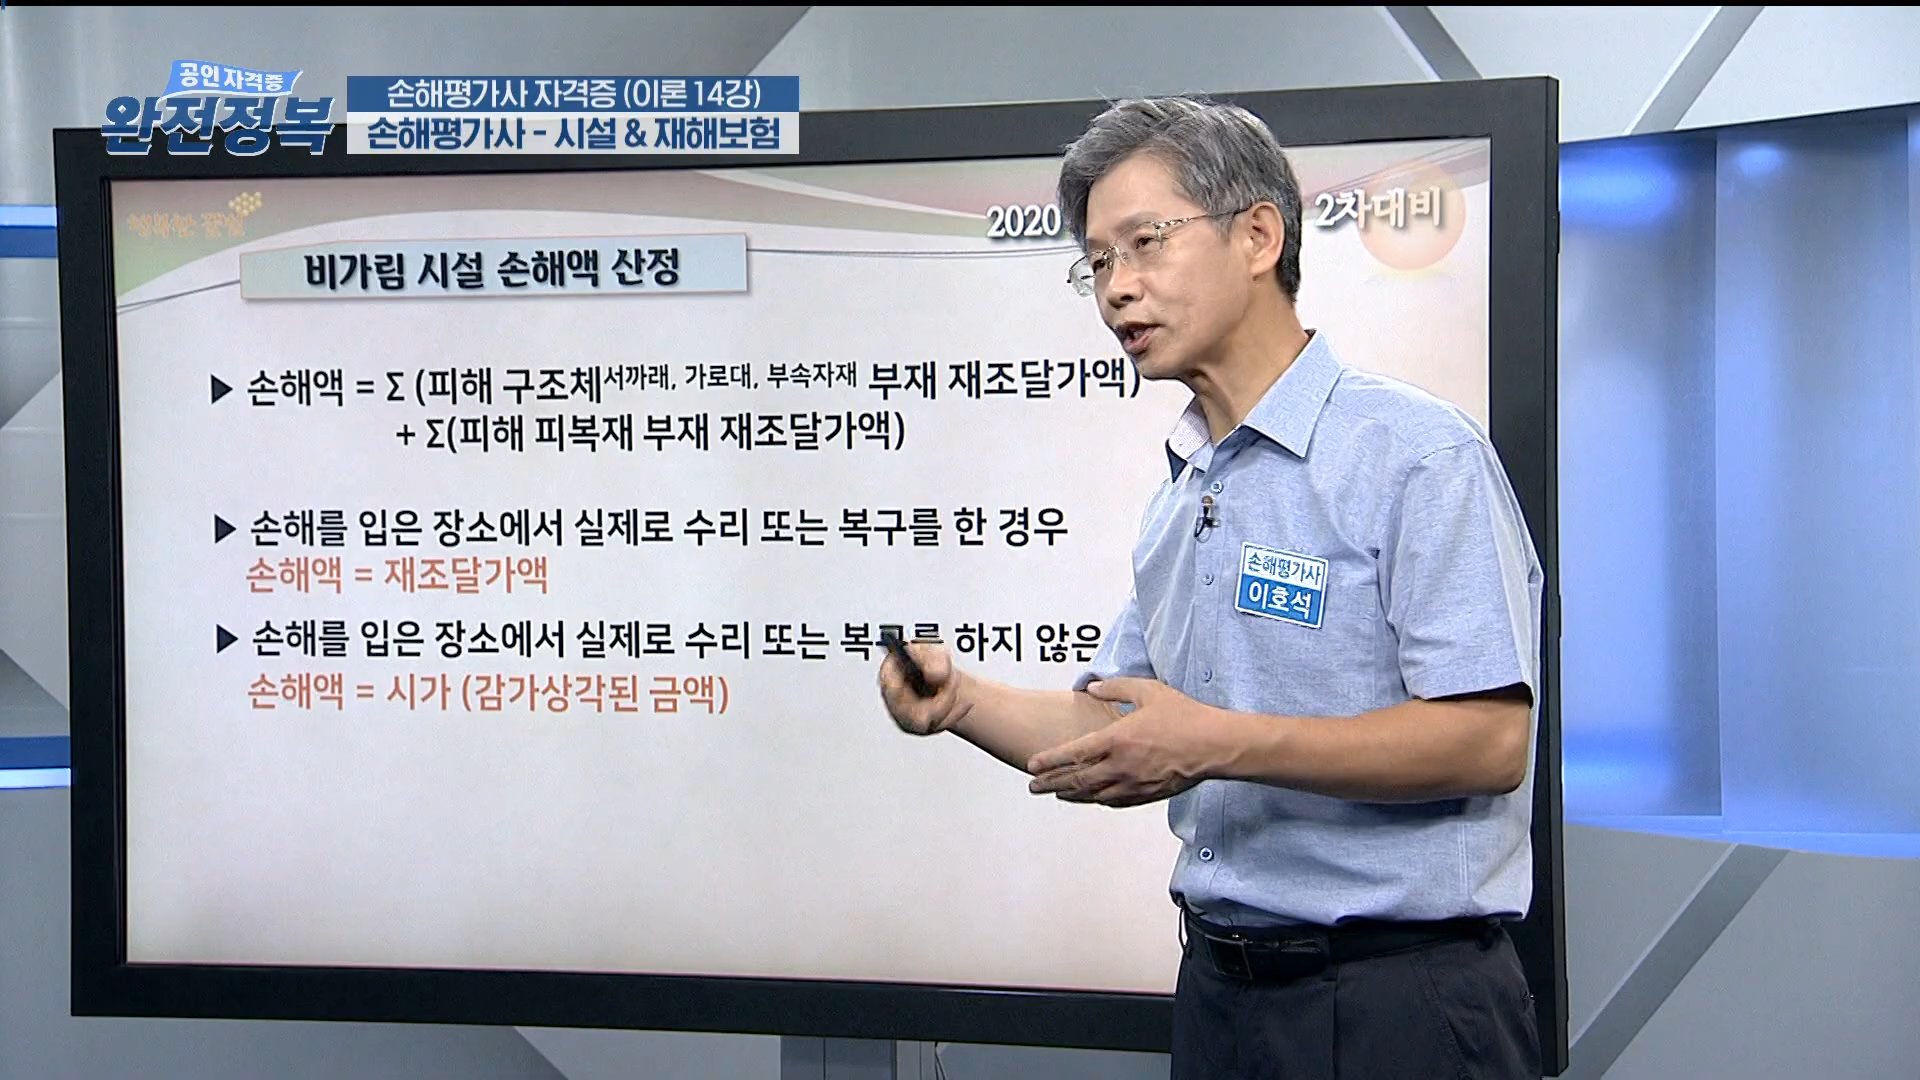 공인 자격증
완전정복
손해평가사 자격증 (이론 14강)
손해평가사 - 시설 & 재해보험
행복한 꿀벌
2020
2차대비
비가림 시설 손해액 산정
▶ 손해액 = Σ (피해 구조체서까래, 가로대, 부속자재 부재 재조달가액)
+ Σ(피해 피복재 부재 재조달가액)
▶ 손해를 입은 장소에서 실제로 수리 또는 복구를 한 경우
손해액 = 재조달가액
▶ 손해를 입은 장소에서 실제로 수리 또는 복구를 하지 않은
손해액 = 시가 (감가상각된 금액)
손해평가사
이호석